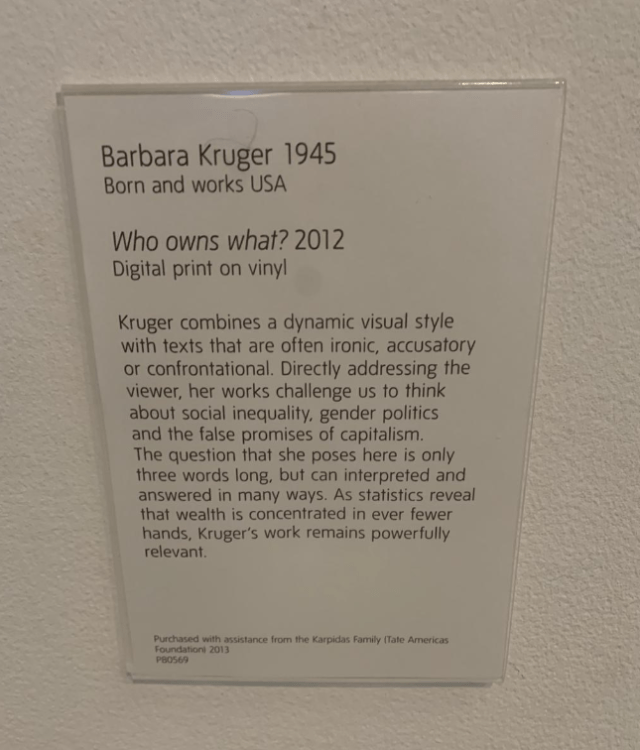 Barbara Kruger 1945
Born and works USA
Who owns what? 2012
Digital print on vinyl
Kruger combines a dynamic visual style
with texts that are often ironic, accusatory
or confrontational. Directly addressing the
viewer, her works challenge us to think
about social inequality, gender politics
and the false promises of capitalism.
The question that she poses here is only
three words long, but can interpreted and
answered in many ways. As statistics reveal
that wealth is concentrated in ever fewer
hands, Kruger's work remains powerfully
relevant.
Purchased with assistance from the Karpidas Family (Tate Americas
Foundation) 2013
P80569